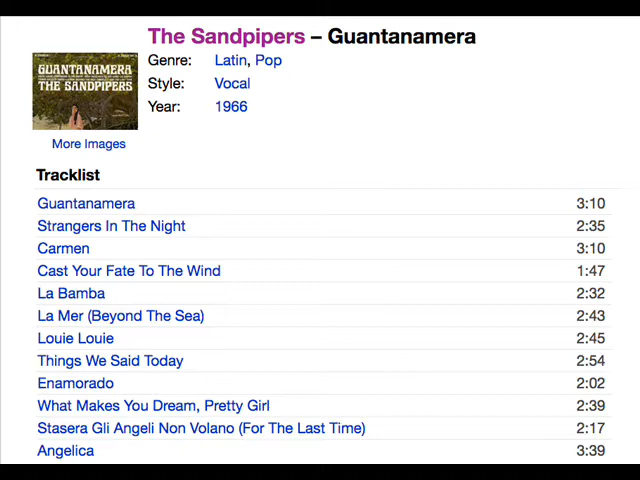 The Sandpipers – Guantanamera
Genre: Latin, Pop
Style: Vocal
Year: 1966
GUANTANAMERA
THE SANDPIPERS
More Images
Tracklist
Guantanamera 3:10
Strangers In The Night 2:35
Carmen 3:10
Cast Your Fate To The Wind 1:47
La Bamba 2:32
La Mer (Beyond The Sea) 2:43
Louie Louie 2:45
Things We Said Today 2:54
Enamorado 2:02
What Makes You Dream, Pretty Girl 2:39
Stasera Gli Angeli Non Volano (For The Last Time) 2:17
Angelica 3:39